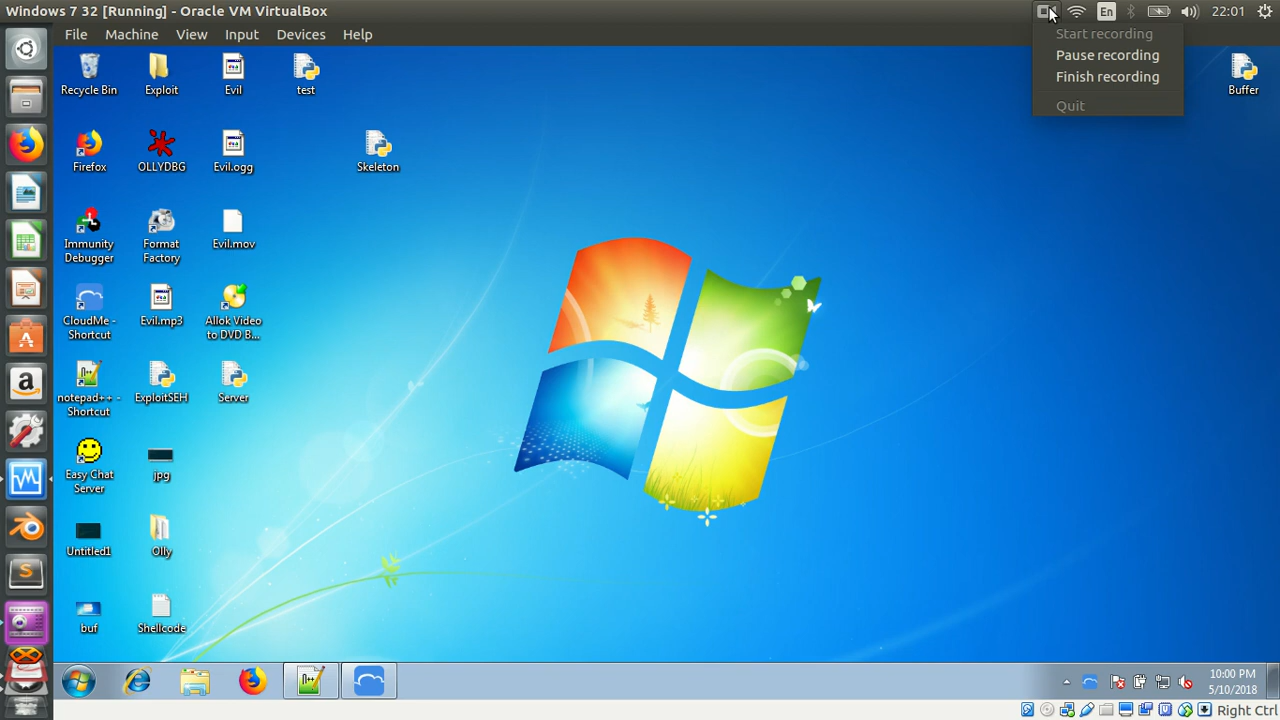 Windows 7 32 [Running] - Oracle VM VirtualBox
En
22:01
File Machine View Input Devices Help
Start recording
Pause recording
Finish recording
Quit
Recycle Bin
Exploit
Evil
test
Buffer
Firefox
OLLYDBG
Evil.ogg
Skeleton
Immunity
Debugger
Format
Factory
Evil.mov
CloudMe -
Shortcut
Evil.mp3
Allok Video
to DVD B...
notepad++ -
Shortcut
ExploitSEH
Server
Easy Chat
Server
jpg
Untitled1
Olly
buf
Shellcode
10:00 PM
5/10/2018
Right Ctrl